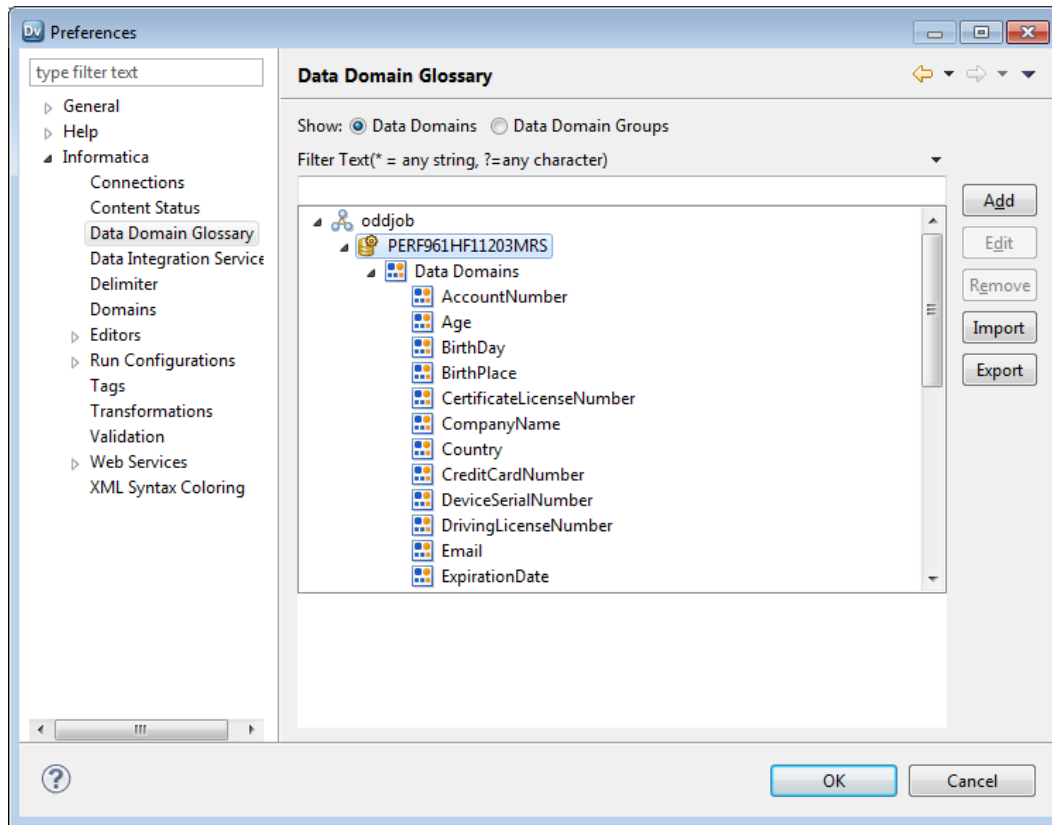 Dv Preferences
type filter text
General
Help
Informatica
Connections
Content Status
Data Domain Glossary
Data Integration Service
Delimiter
Domains
Editors
Run Configurations
Tags
Transformations
Validation
Web Services
XML Syntax Coloring
Data Domain Glossary
Show: Data Domains Data Domain Groups
Filter Text(* = any string, ?=any character)
oddjob
PERF961HF11203MRS
Data Domains
AccountNumber
Age
BirthDay
BirthPlace
CertificateLicenseNumber
CompanyName
Country
CreditCardNumber
DeviceSerialNumber
DrivingLicenseNumber
Email
ExpirationDate
Add
Edit
Remove
Import
Export
?
OK Cancel